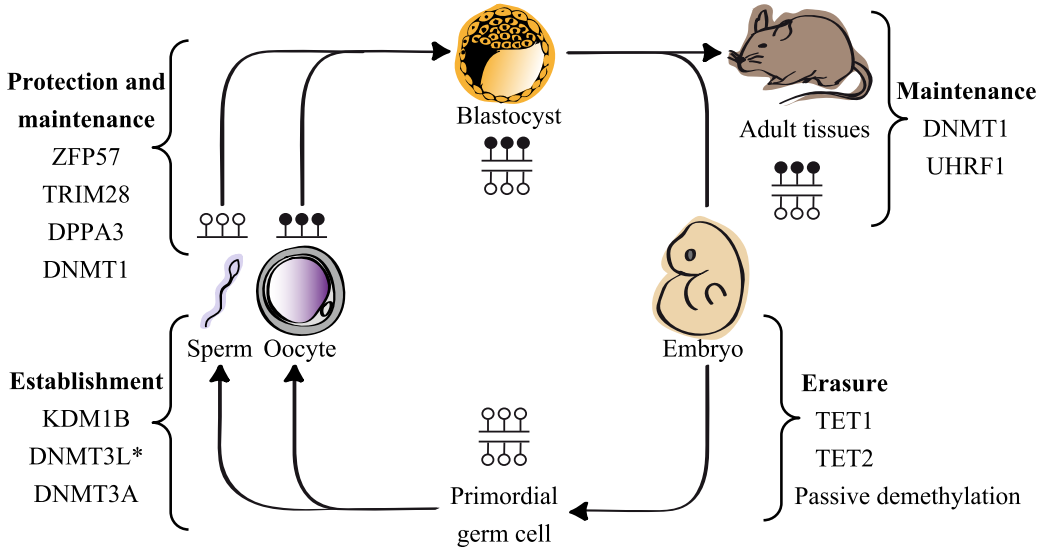 Protection and
maintenance
ZFP57
TRIM28
DPPA3
DNMT1
Blastocyst
Adult tissues
Maintenance
DNMT1
UHRF1
Sperm
Oocyte
Embryo
Establishment
KDM1B
DNMT3L*
DNMT3A
Primordial
germ cell
Erasure
TET1
TET2
Passive demethylation